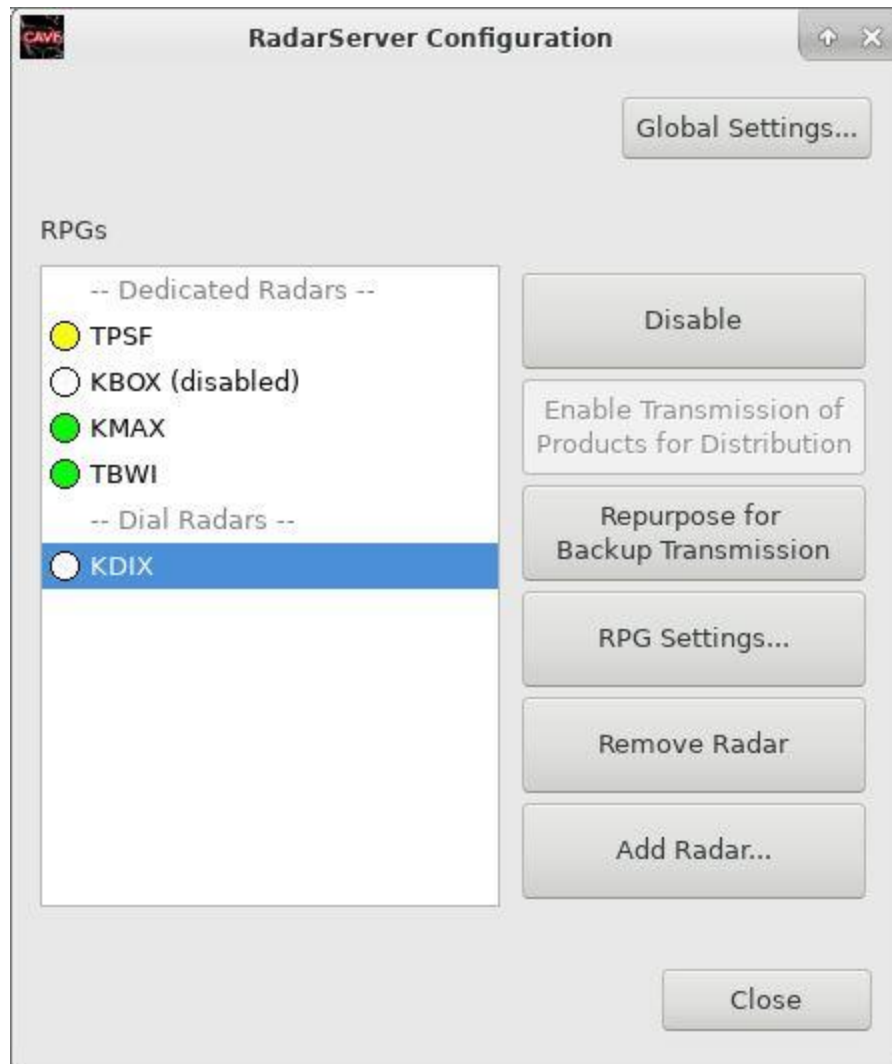 CAVE
RadarServer Configuration
Global Settings...
RPGs
-- Dedicated Radars --
TPSF
KBOX (disabled)
KMAX
TBWI
-- Dial Radars --
KDIX
Disable
Enable Transmission of
Products for Distribution
Repurpose for
Backup Transmission
RPG Settings...
Remove Radar
Add Radar...
Close